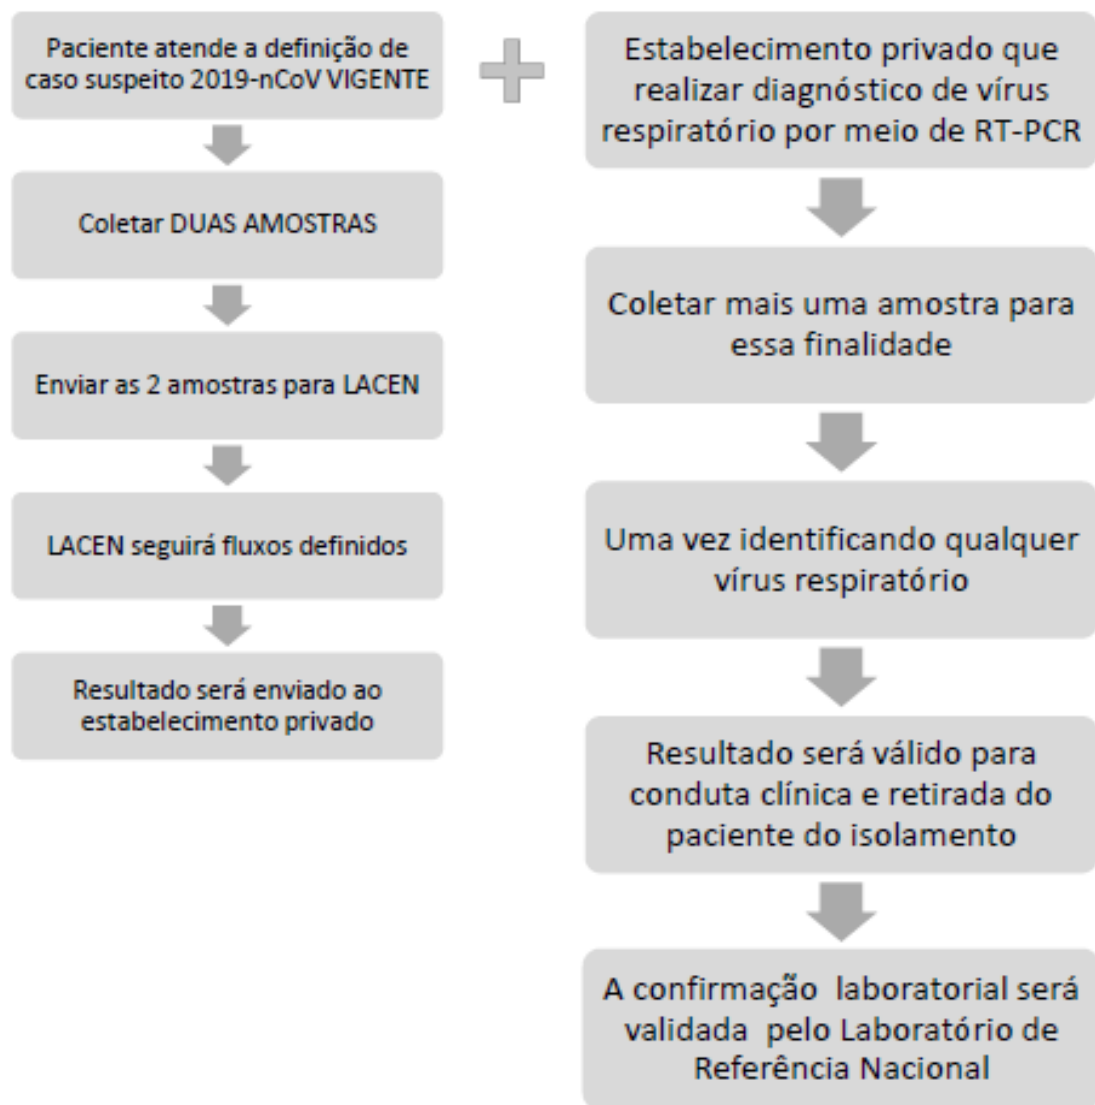 Paciente atende a definição de
caso suspeito 2019-nCoV VIGENTE
Coletar DUAS AMOSTRAS
Enviar as 2 amostras para LACEN
LACEN seguirá fluxos definidos
Resultado será enviado ao
estabelecimento privado
Estabelecimento privado que
realizar diagnóstico de vírus
respiratório por meio de RT-PCR
Coletar mais uma amostra para
essa finalidade
Uma vez identificando qualquer
vírus respiratório
Resultado será válido para
conduta clínica e retirada do
paciente do isolamento
A confirmação laboratorial será
validada pelo Laboratório de
Referência Nacional